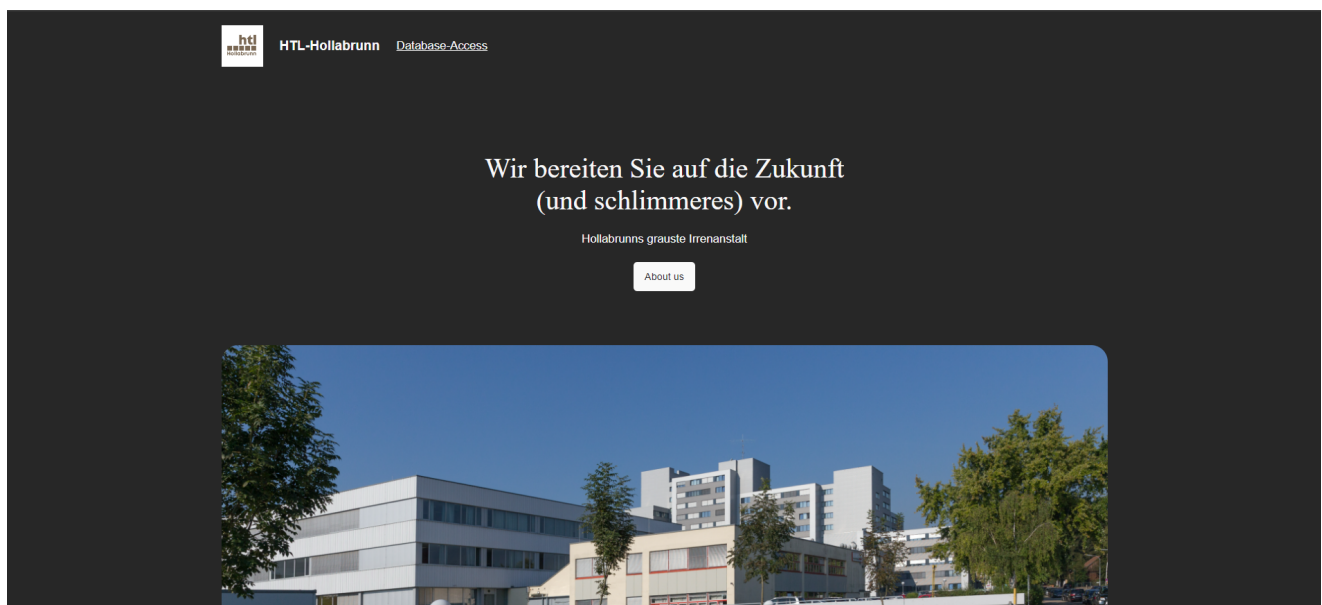 htl
Hollabrunn
HTL-Hollabrunn Database-Access
Wir bereiten Sie auf die Zukunft
(und schlimmeres) vor.
Hollabrunns grauste Irrenanstalt
About us